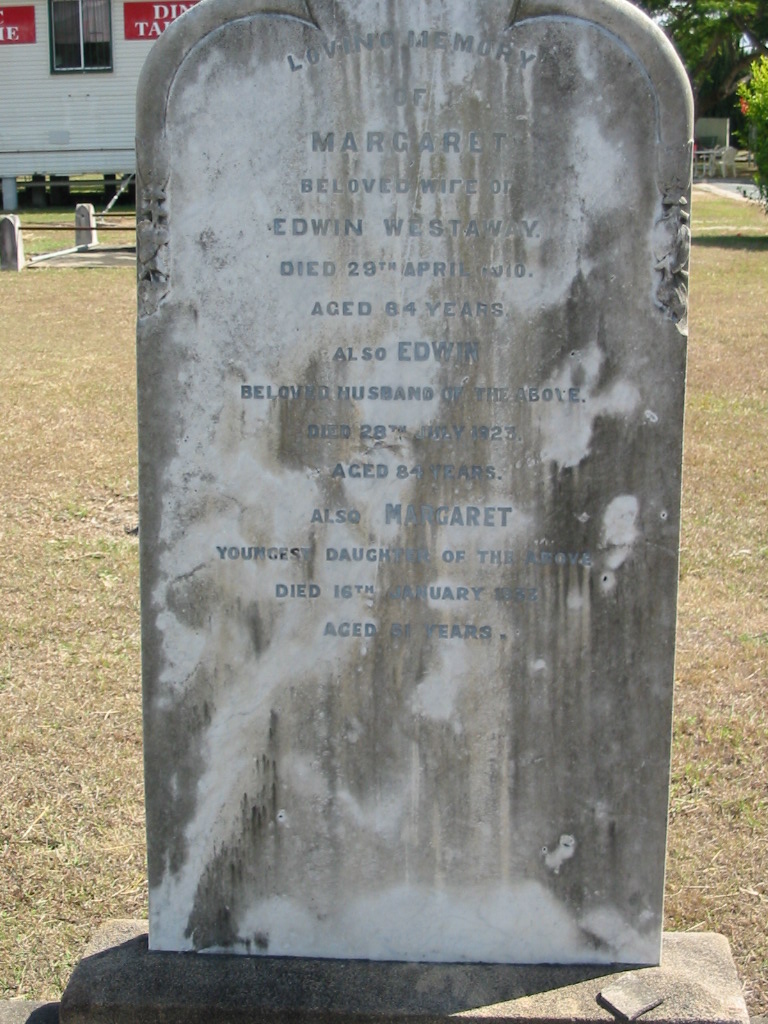 LOVING MEMORY
OF
MARGARET
BELOVED WIFE OF
EDWIN WESTAWAY.
DIED 29TH APRIL
AGED 64 YEARS.
ALSO EDWIN
BELOVED HUSBAND OF THE ABOVE.
DIED 28TH JULY 1923.
AGED 84 YEARS.
ALSO MARGARET
YOUNGEST DAUGHTER OF THE ABOVE
DIED 16TH JANUARY
AGED 51 YEARS.